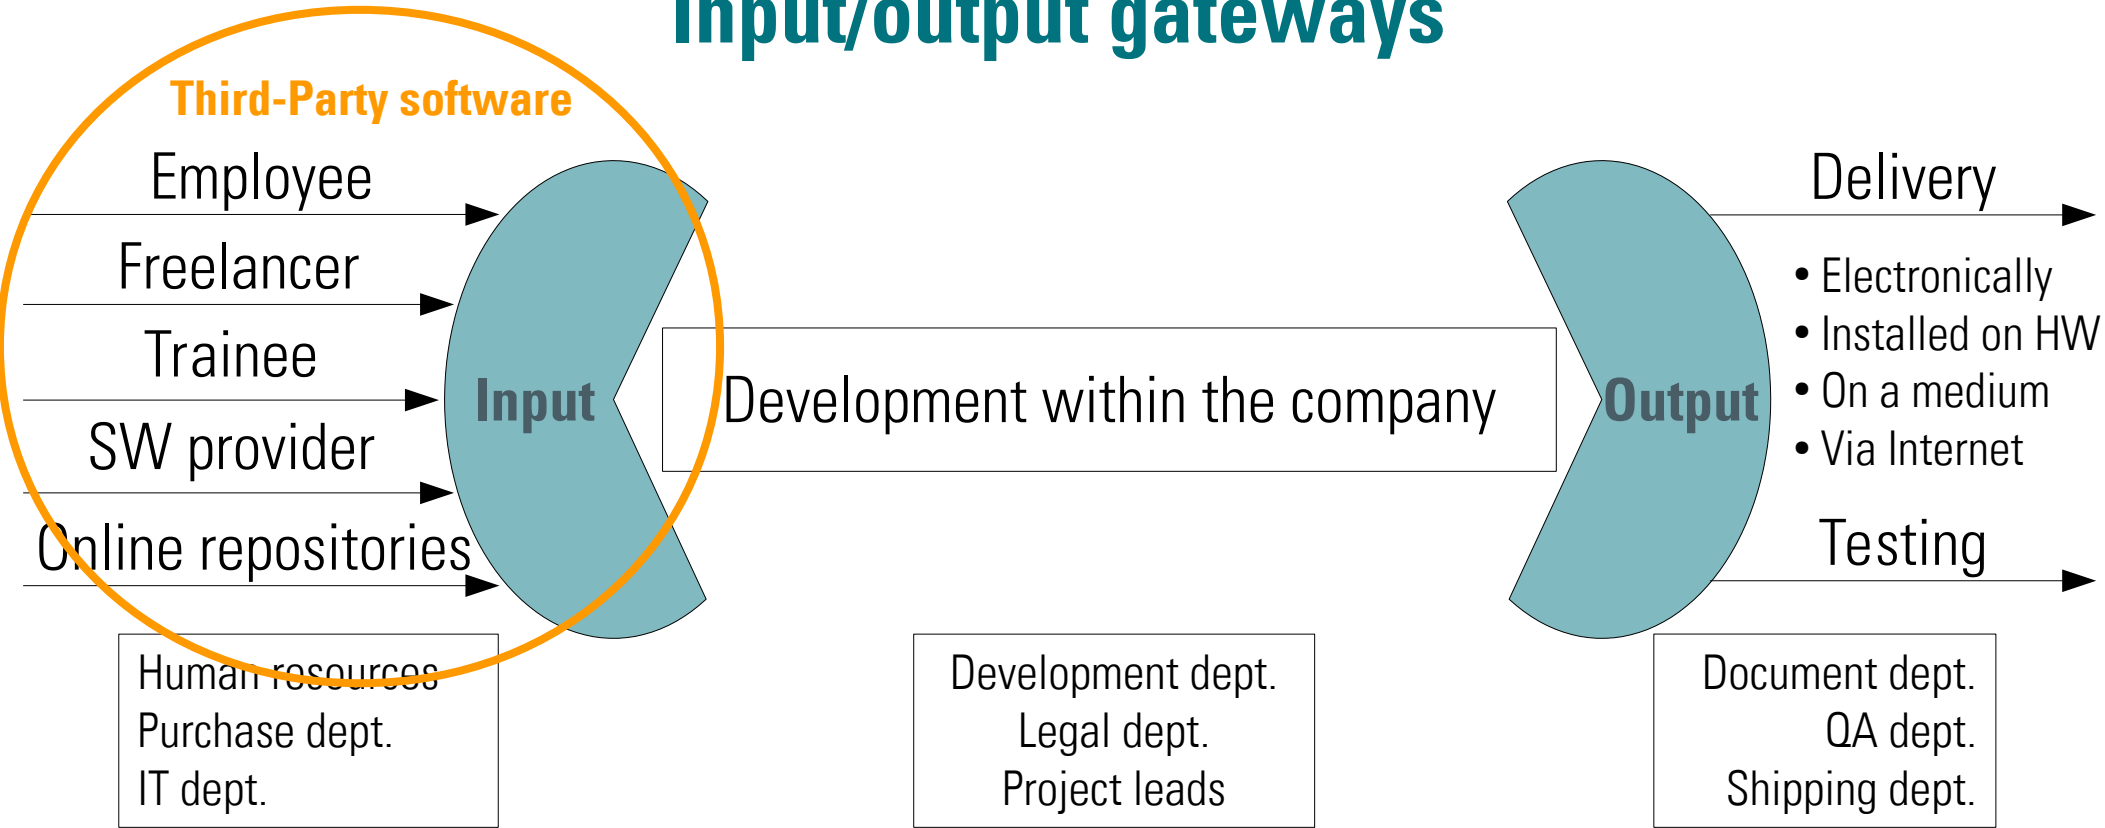 Input/output gateways
Third-Party software
Employee
Freelancer
Trainee
SW provider
Online repositories
Input
Development within the company
Output
Delivery
• Electronically
• Installed on HW
• On a medium
• Via Internet
Testing
Human resources
Purchase dept.
IT dept.
Development dept.
Legal dept.
Project leads
Document dept.
QA dept.
Shipping dept.